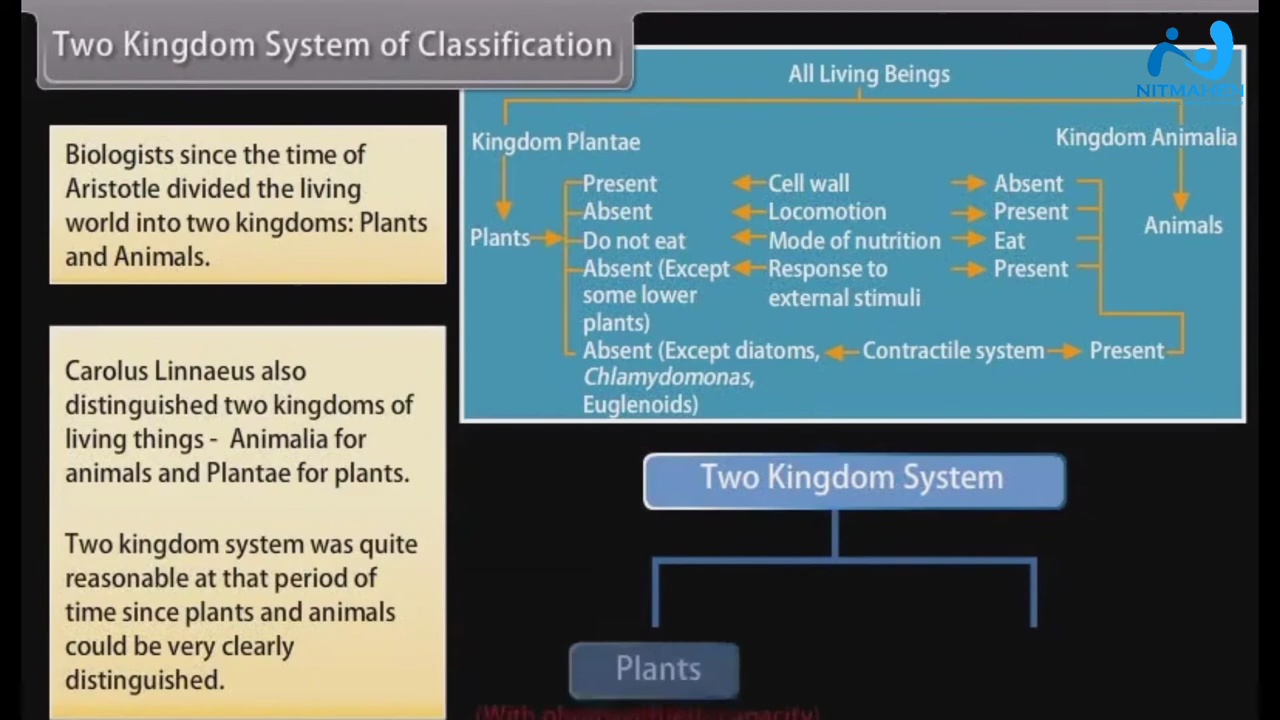 Two Kingdom System of Classification
NITMAHEN
All Living Beings
Kingdom Plantae
Kingdom Animalia
Biologists since the time of
Aristotle divided the living
world into two kingdoms: Plants
and Animals.
Present Cell wall Absent
Absent Locomotion Present
Plants Do not eat Mode of nutrition Eat Animals
Absent (Except Response to Present
some lower external stimuli
plants)
Absent (Except diatoms, Contractile system Present
Chlamydomonas,
Euglenoids)
Carolus Linnaeus also
distinguished two kingdoms of
living things - Animalia for
animals and Plantae for plants.
Two kingdom system was quite
reasonable at that period of
time since plants and animals
could be very clearly
distinguished.
Two Kingdom System
Plants